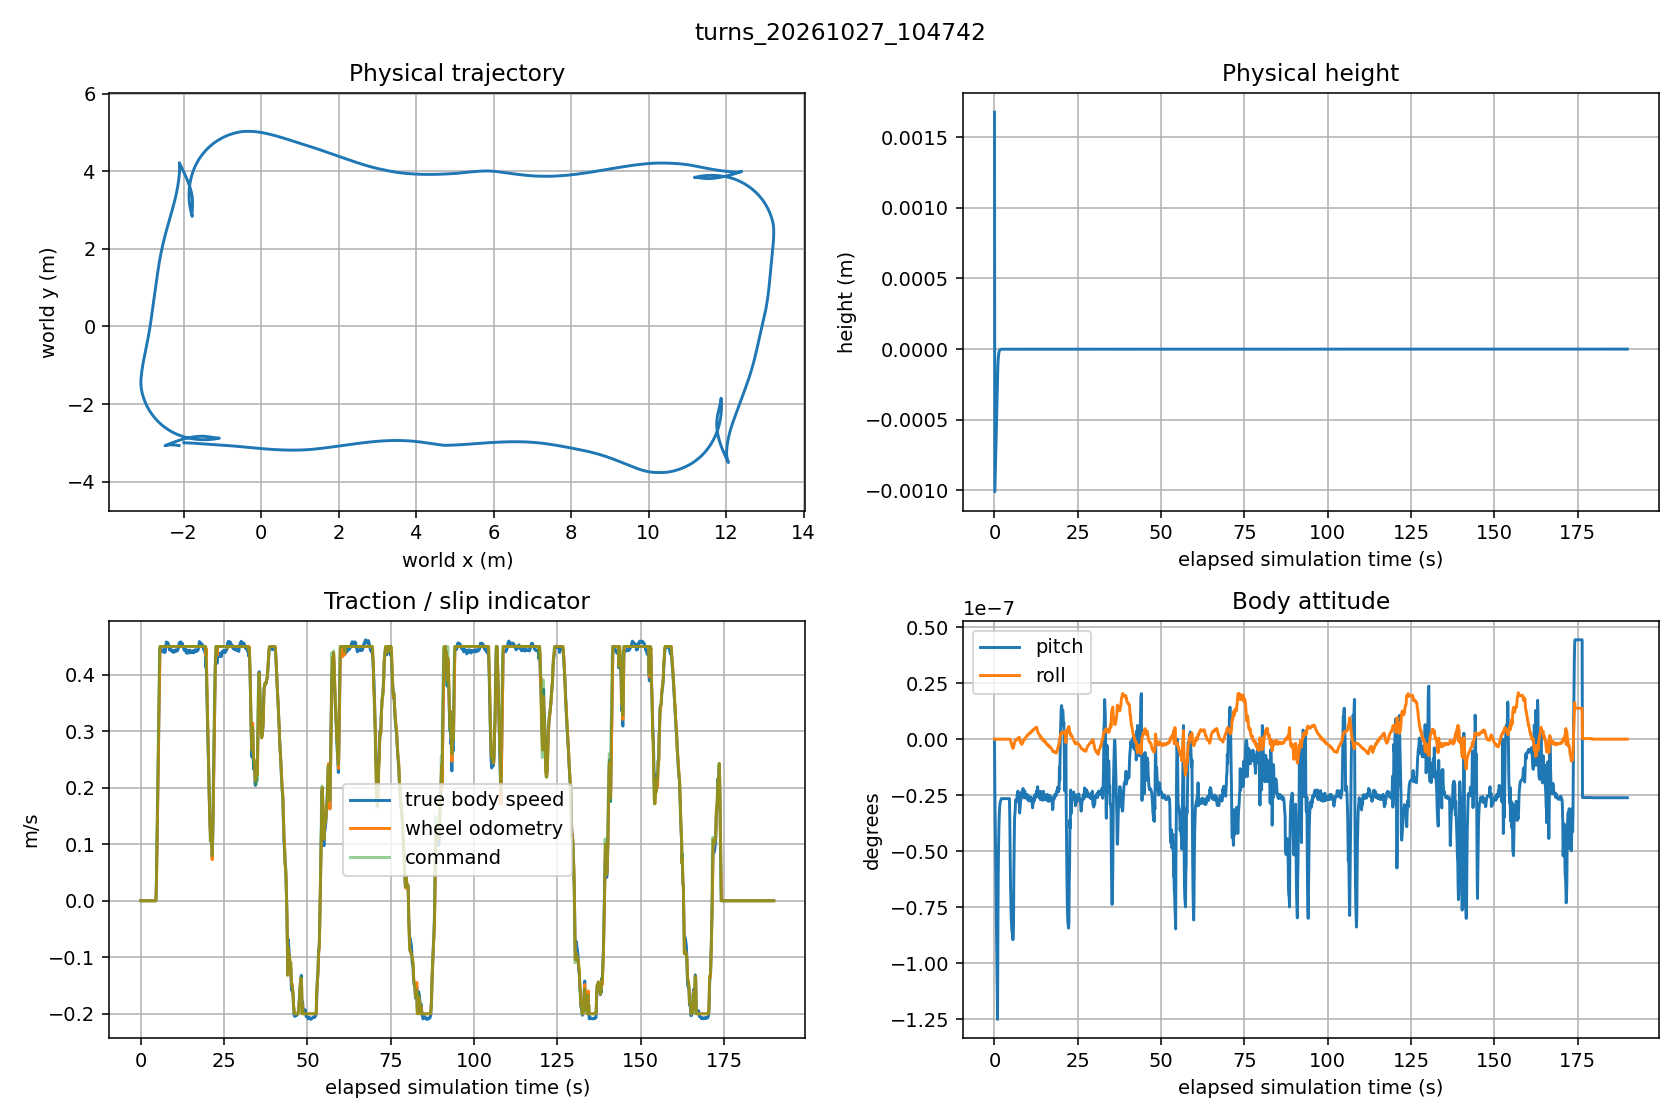 turns_20261027_104742
Physical trajectory
6
4
2
0
−2
−4
world y (m)
−2 0 2 4 6 8 10 12 14
world x (m)
Physical height
0.0015
0.0010
0.0005
0.0000
−0.0005
−0.0010
height (m)
0 25 50 75 100 125 150 175
elapsed simulation time (s)
Traction / slip indicator
0.4
0.3
0.2
0.1
0.0
−0.1
−0.2
m/s
true body speed
wheel odometry
command
0 25 50 75 100 125 150 175
elapsed simulation time (s)
Body attitude
1e−7
0.50
0.25
0.00
−0.25
−0.50
−0.75
−1.00
−1.25
degrees
pitch
roll
0 25 50 75 100 125 150 175
elapsed simulation time (s)